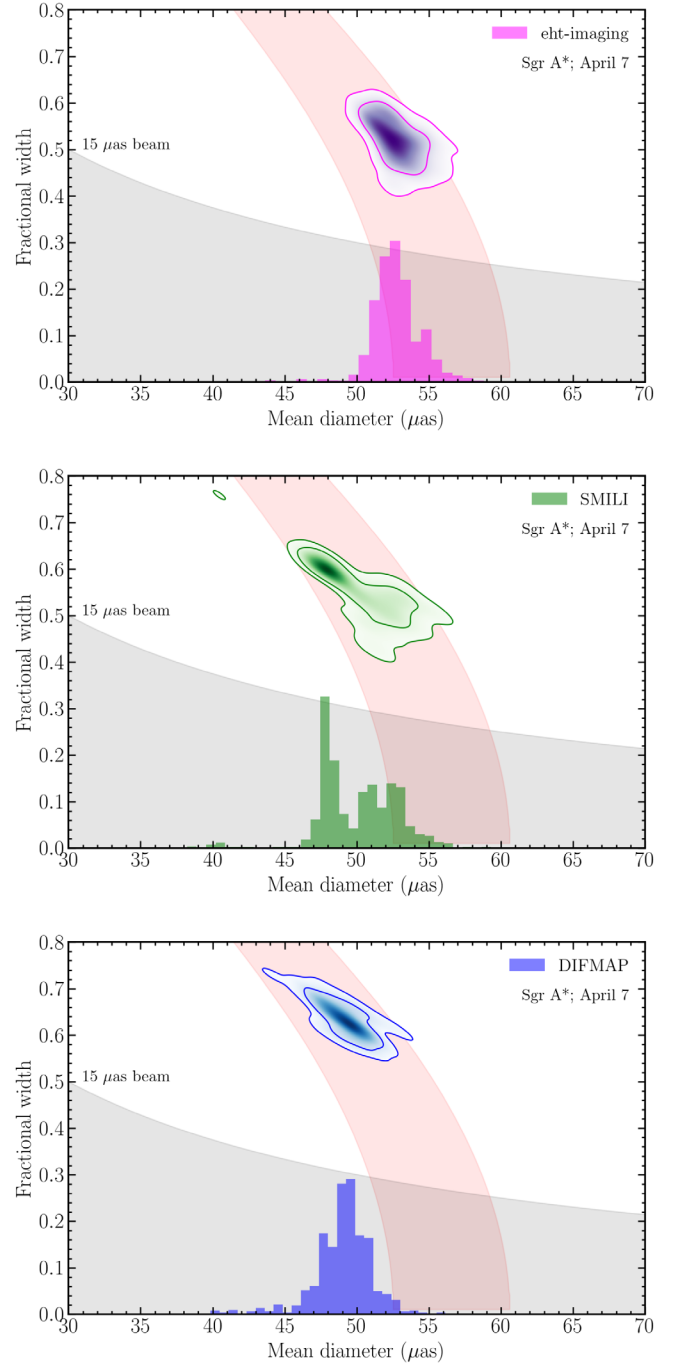 0.8
eht-imaging
0.7
Sgr A*; April 7
0.6
Fractional width
15 μas beam
0.5
0.4
0.3
0.2
0.1
0.0
30 35 40 45 50 55 60 65 70
Mean diameter (μas)
0.8
SMILI
0.7
Sgr A*; April 7
0.6
Fractional width
15 μas beam
0.5
0.4
0.3
0.2
0.1
0.0
30 35 40 45 50 55 60 65 70
Mean diameter (μas)
0.8
DIFMAP
0.7
Sgr A*; April 7
0.6
Fractional width
15 μas beam
0.5
0.4
0.3
0.2
0.1
0.0
30 35 40 45 50 55 60 65 70
Mean diameter (μas)